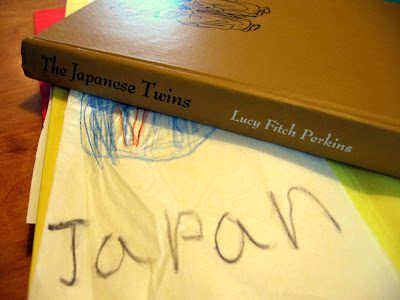 The Japanese Twins
Lucy Fitch Perkins
Japan